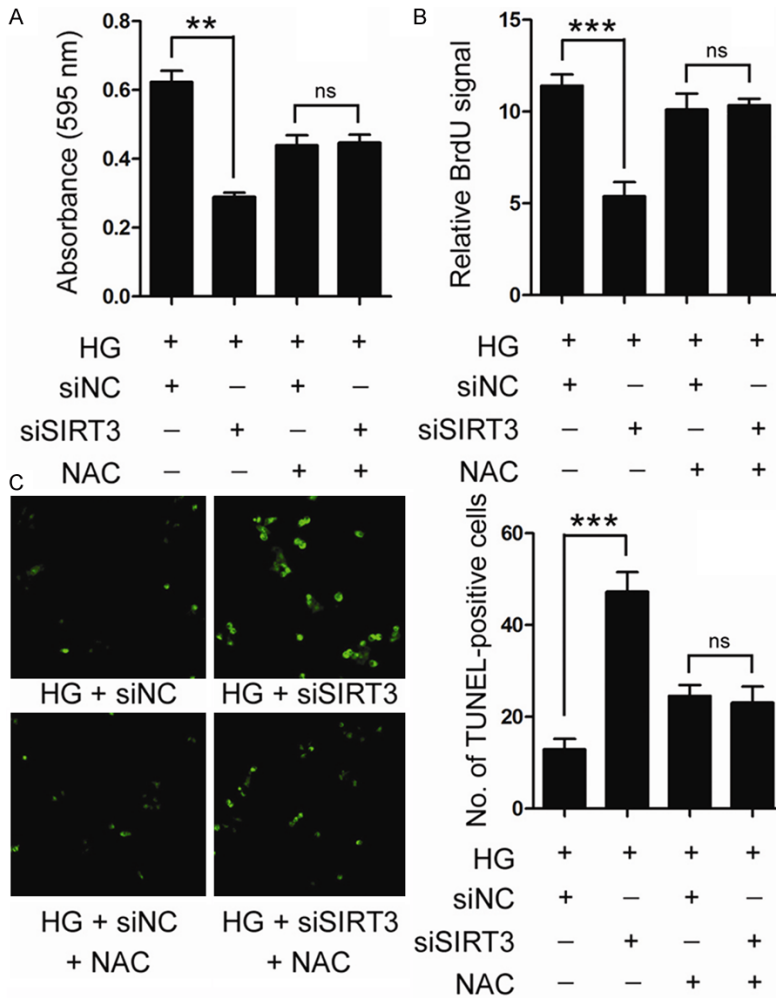 A
B
Absorbance (595 nm)
0.8
0.6
0.4
0.2
0.0
**
ns
HG + + + +
siNC + − + −
siSIRT3 − + − +
NAC − − + +
Relative BrdU signal
15
10
5
0
***
ns
HG + + + +
siNC + − + −
siSIRT3 − + − +
NAC − − + +
C
HG + siNC
HG + siSIRT3
HG + siNC
+ NAC
HG + siSIRT3
+ NAC
No. of TUNEL-positive cells
60
40
20
0
***
ns
HG + + + +
siNC + − + −
siSIRT3 − + − +
NAC − − + +